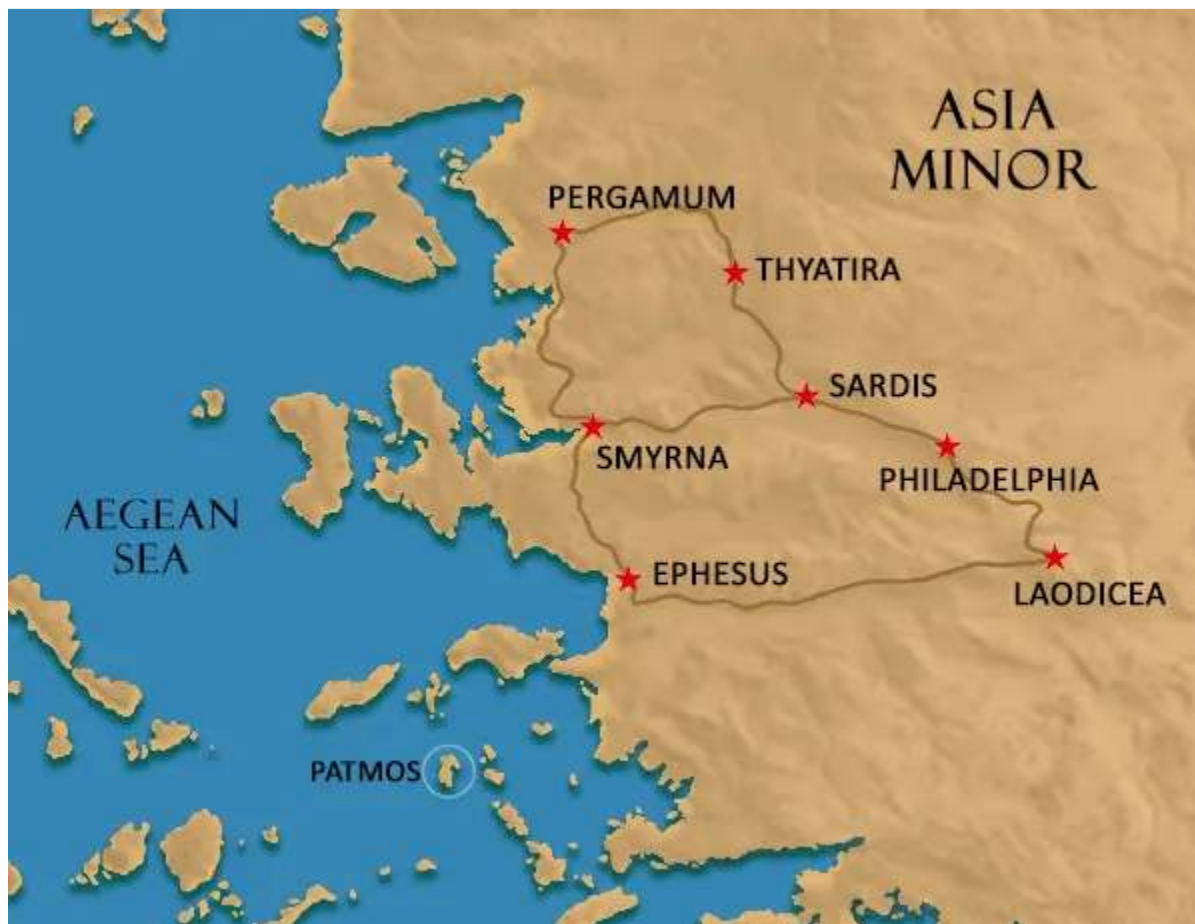 ASIA
MINOR
PERGAMUM
THYATIRA
SARDIS
SMYRNA
PHILADELPHIA
AEGEAN
SEA
EPHESUS
LAODICEA
PATMOS